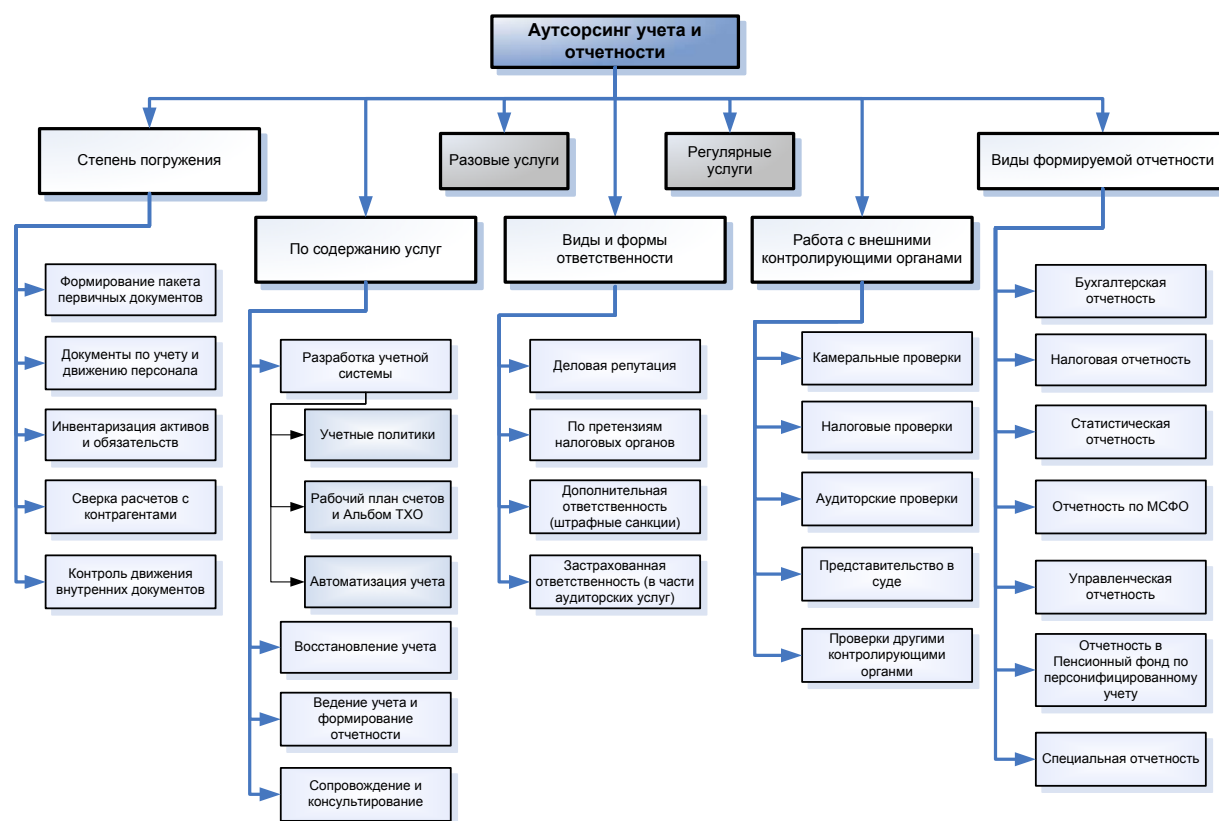 Аутсорсинг учета и
отчетности
Степень погружения
Разовые услуги
Регулярные
услуги
Виды формируемой отчетности
По содержанию услуг
Виды и формы
ответственности
Работа с внешними
контролирующими органами
Формирование пакета
первичных документов
Документы по учету и
движению персонала
Инвентаризация активов
и обязательств
Сверка расчетов с
контрагентами
Контроль движения
внутренних документов
Разработка учетной
системы
Учетные политики
Рабочий план счетов
и Альбом ТХО
Автоматизация учета
Восстановление учета
Ведение учета и
формирование
отчетности
Сопровождение и
консультирование
Деловая репутация
По претензиям
налоговых органов
Дополнительная
ответственность
(штрафные санкции)
Застрахованная
ответственность (в части
аудиторских услуг)
Камеральные проверки
Налоговые проверки
Аудиторские проверки
Представительство в
суде
Проверки другими
контролирующими
органми
Бухгалтерская
отчетность
Налоговая отчетность
Статистическая
отчетность
Отчетность по МСФО
Управленческая
отчетность
Отчетность в
Пенсионный фонд по
персонифицированному
учету
Специальная отчетность